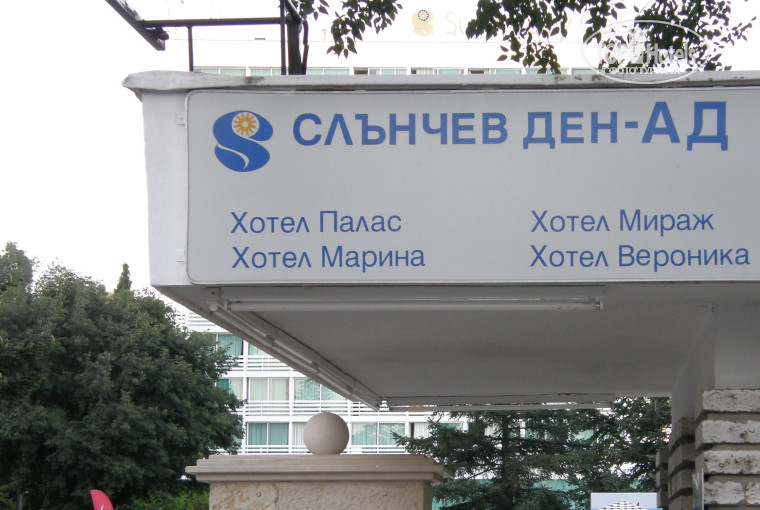 СЛЪНЧЕВ ДЕН-АД
Хотел Палас
Хотел Марина
Хотел Мираж
Хотел Вероника